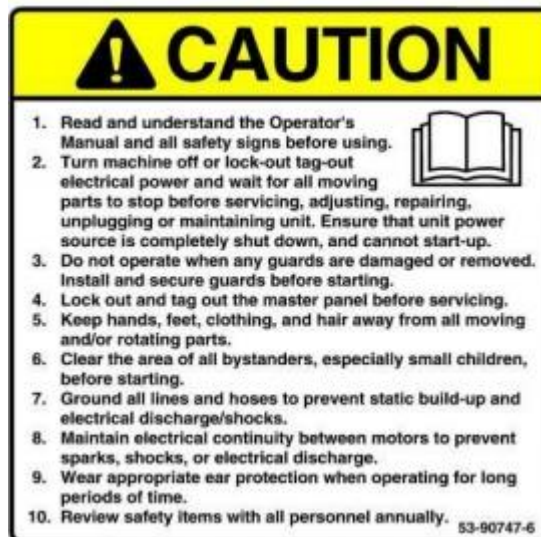 CAUTION
1. Read and understand the Operator's
Manual and all safety signs before using.
2. Turn machine off or lock-out tag-out
electrical power and wait for all moving
parts to stop before servicing, adjusting, repairing,
unplugging or maintaining unit. Ensure that unit power
source is completely shut down, and cannot start-up.
3. Do not operate when any guards are damaged or removed.
Install and secure guards before starting.
4. Lock out and tag out the master panel before servicing.
5. Keep hands, feet, clothing, and hair away from all moving
and/or rotating parts.
6. Clear the area of all bystanders, especially small children,
before starting.
7. Ground all lines and hoses to prevent static build-up and
electrical discharge/shocks.
8. Maintain electrical continuity between motors to prevent
sparks, shocks, or electrical discharge.
9. Wear appropriate ear protection when operating for long
periods of time.
10. Review safety items with all personnel annually.
53-90747-6